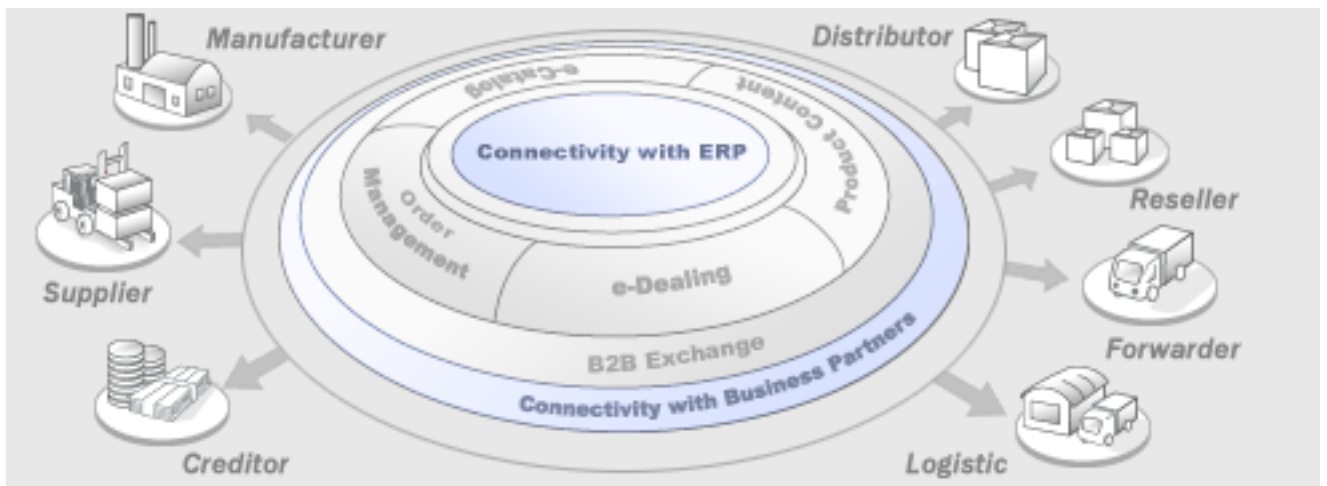 Manufacturer
Distributor
e-Catalog
Product Content
Connectivity with ERP
Reseller
Order
Management
Supplier
e-Dealing
Forwarder
B2B Exchange
Connectivity with Business Partners
Creditor
Logistic